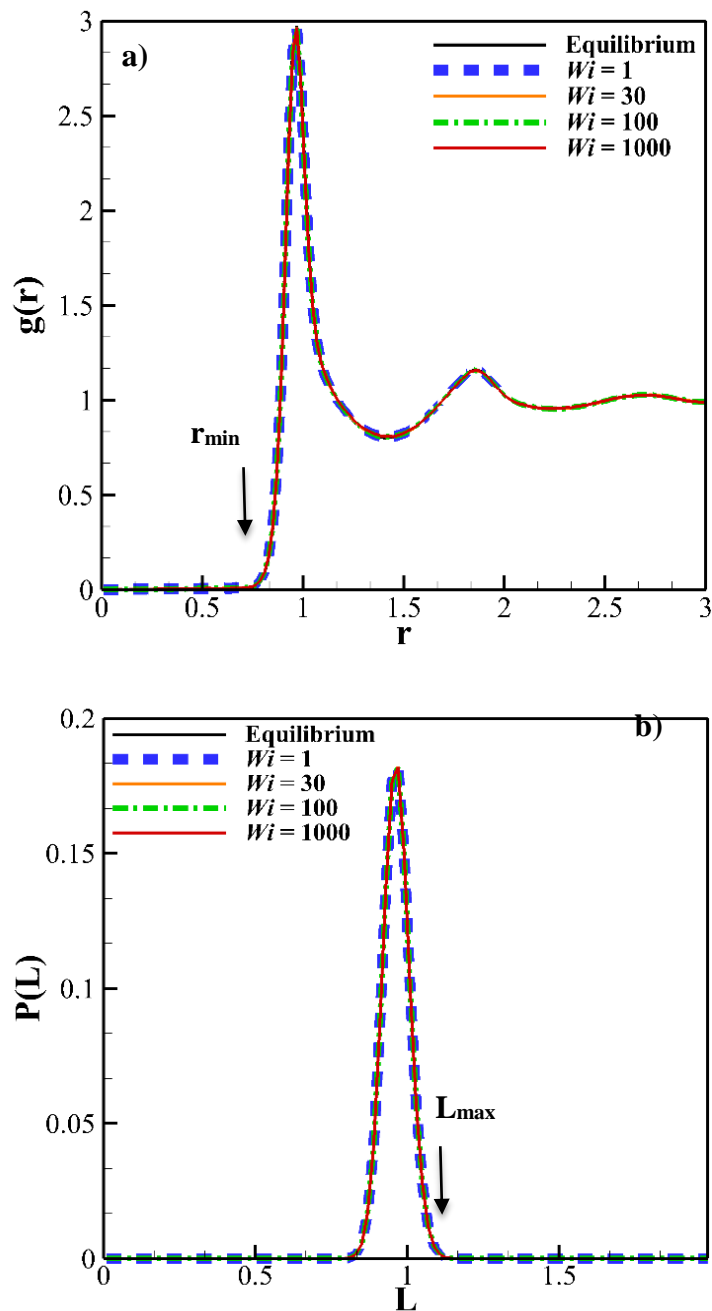 a)
Equilibrium
Wi = 1
Wi = 30
Wi = 100
Wi = 1000
3
2.5
2
1.5
1
0.5
0
g(r)
rmin
0 0.5 1 1.5 2 2.5 3
r
b)
Equilibrium
Wi = 1
Wi = 30
Wi = 100
Wi = 1000
0.2
0.15
0.1
0.05
0
P(L)
Lmax
0 0.5 1 1.5
L